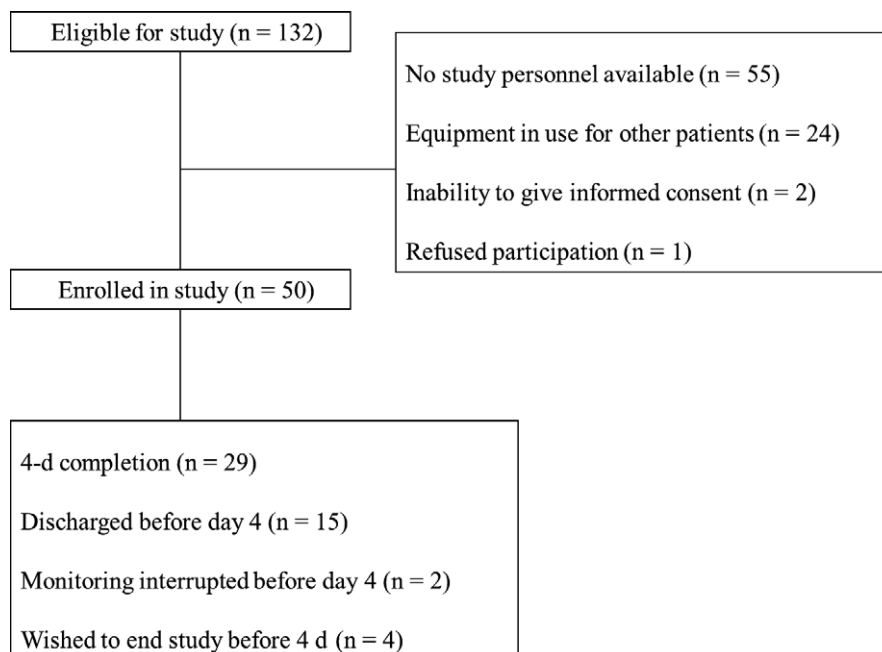 Eligible for study (n = 132)
No study personnel available (n = 55)
Equipment in use for other patients (n = 24)
Inability to give informed consent (n = 2)
Refused participation (n = 1)
Enrolled in study (n = 50)
4-d completion (n = 29)
Discharged before day 4 (n = 15)
Monitoring interrupted before day 4 (n = 2)
Wished to end study before 4 d (n = 4)